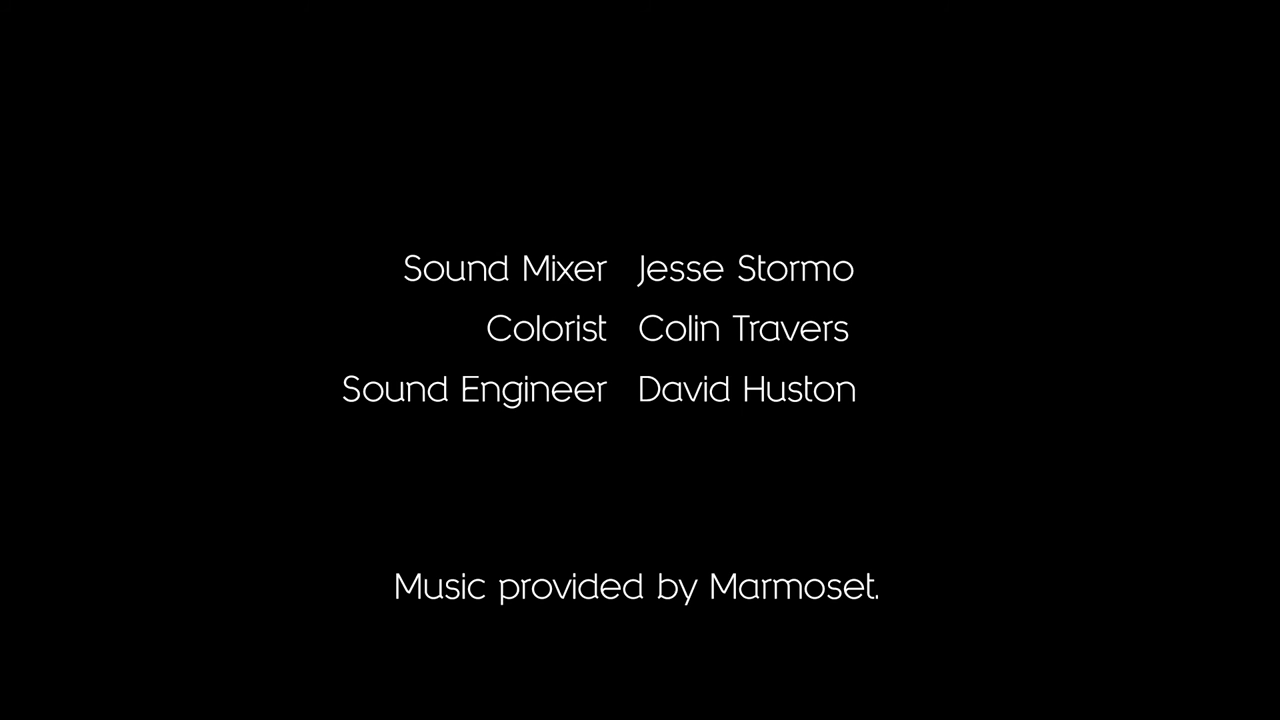 Sound Mixer Jesse Stormo
Colorist Colin Travers
Sound Engineer David Huston
Music provided by Marmoset.